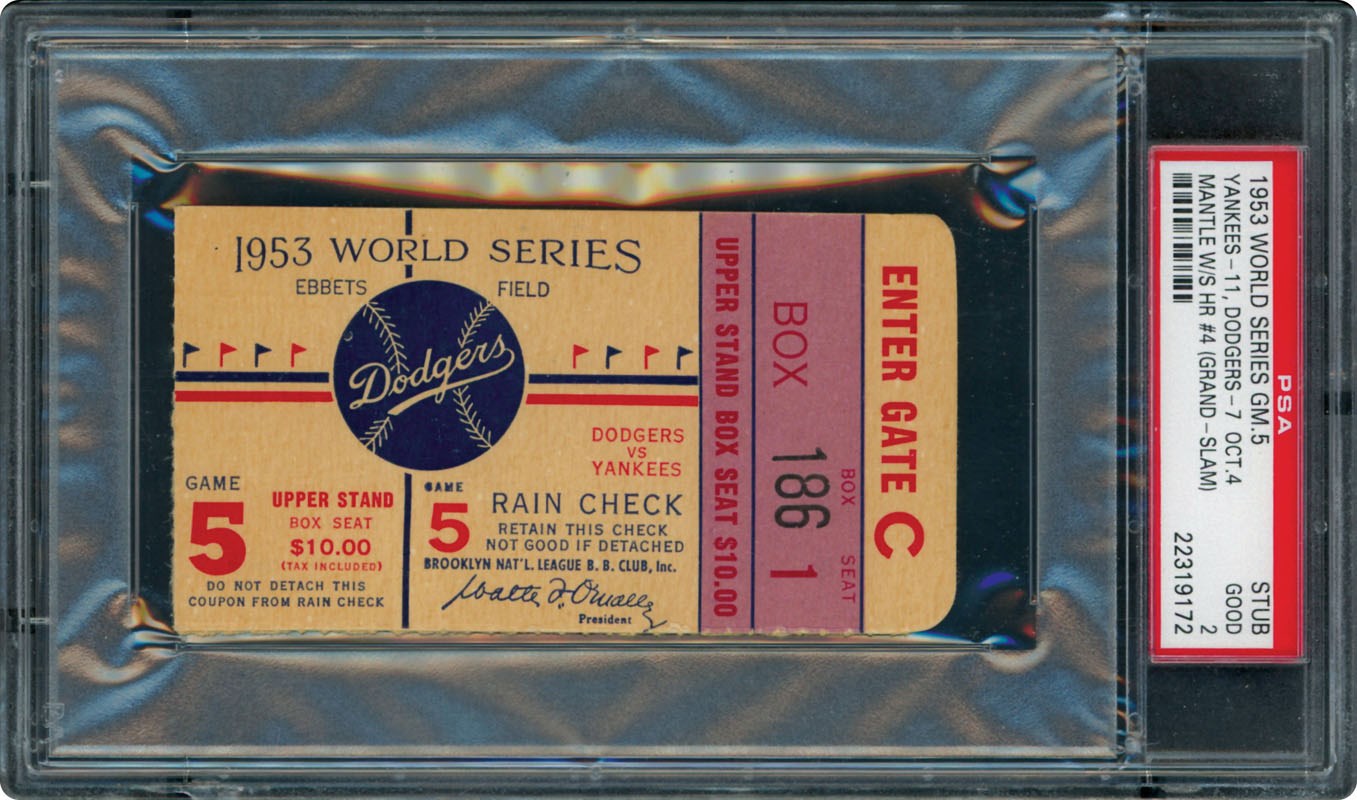 1953 WORLD SERIES
EBBETS FIELD
Dodgers
DODGERS
VS
YANKEES
GAME
5
UPPER STAND
BOX SEAT
$10.00
(TAX INCLUDED)
DO NOT DETACH THIS
COUPON FROM RAIN CHECK
GAME
5
RAIN CHECK
RETAIN THIS CHECK
NOT GOOD IF DETACHED
BROOKLYN NAT'L. LEAGUE B. B. CLUB, Inc.
Walter F. O'Malley
President
UPPER STAND BOX SEAT $10.00
BOX
BOX SEAT
186 1
ENTER GATE C
PSA
1953 WORLD SERIES GM.5 STUB
YANKEES-11, DODGERS-7 OCT.4 GOOD
MANTLE W/S HR #4 (GRAND-SLAM) 2
22319172